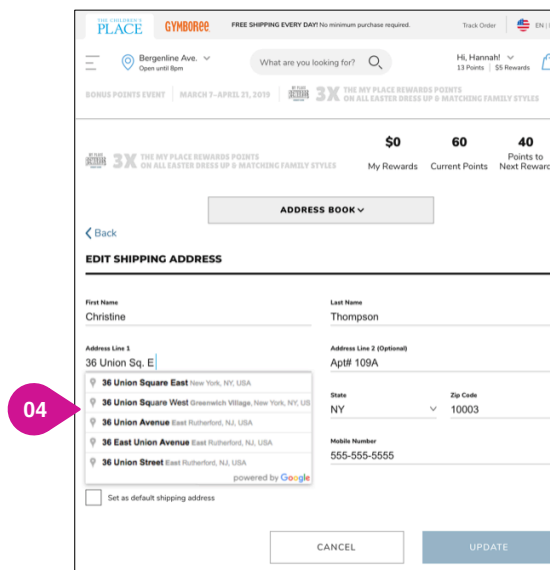 THE CHILDREN'S
PLACE GYMBOREE FREE SHIPPING EVERY DAY! No minimum purchase required. Track Order EN |
Bergenline Ave. What are you looking for? Hi, Hannah!
Open until 8pm 13 Points | $5 Rewards
BONUS POINTS EVENT | MARCH 7-APRIL 21, 2019 | MY PLACE REWARDS 3X THE MY PLACE REWARDS POINTS
ON ALL EASTER DRESS UP & MATCHING FAMILY STYLES
$0 60 40
MY PLACE REWARDS 3X THE MY PLACE REWARDS POINTS
ON ALL EASTER DRESS UP & MATCHING FAMILY STYLES
My Rewards Current Points Points to
Next Reward
ADDRESS BOOK
Back
EDIT SHIPPING ADDRESS
First Name Last Name
Christine Thompson
Address Line 1 Address Line 2 (Optional)
36 Union Sq. E Apt# 109A
36 Union Square East New York, NY, USA
36 Union Square West Greenwich Village, New York, NY, US
36 Union Avenue East Rutherford, NJ, USA
36 East Union Avenue East Rutherford, NJ, USA
36 Union Street East Rutherford, NJ, USA
powered by Google
State Zip Code
NY 10003
Mobile Number
555-555-5555
04
Set as default shipping address
CANCEL UPDATE